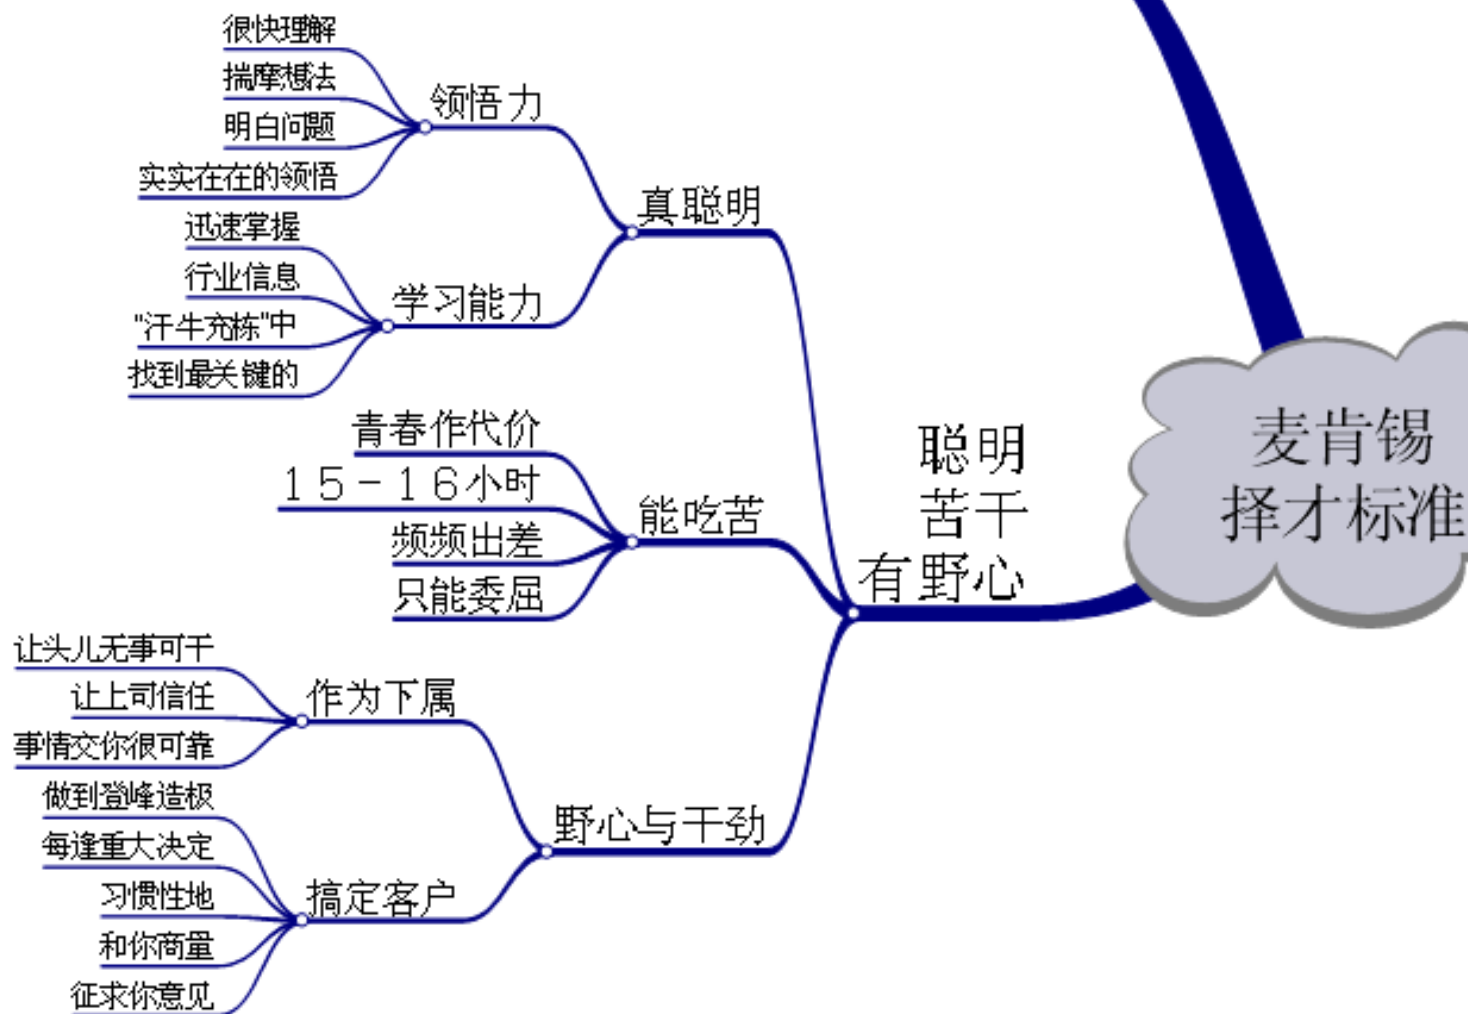 麦肯锡
择才标准
聪明
苦干
有野心
真聪明
领悟力
很快理解
揣摩想法
明白问题
实实在在的领悟
学习能力
迅速掌握
行业信息
"汗牛充栋"中
找到最关键的
能吃苦
青春作代价
15-16小时
频频出差
只能委屈
野心与干劲
作为下属
让头儿无事可干
让上司信任
事情交你很可靠
搞定客户
做到登峰造极
每逢重大决定
习惯性地
和你商量
征求你意见